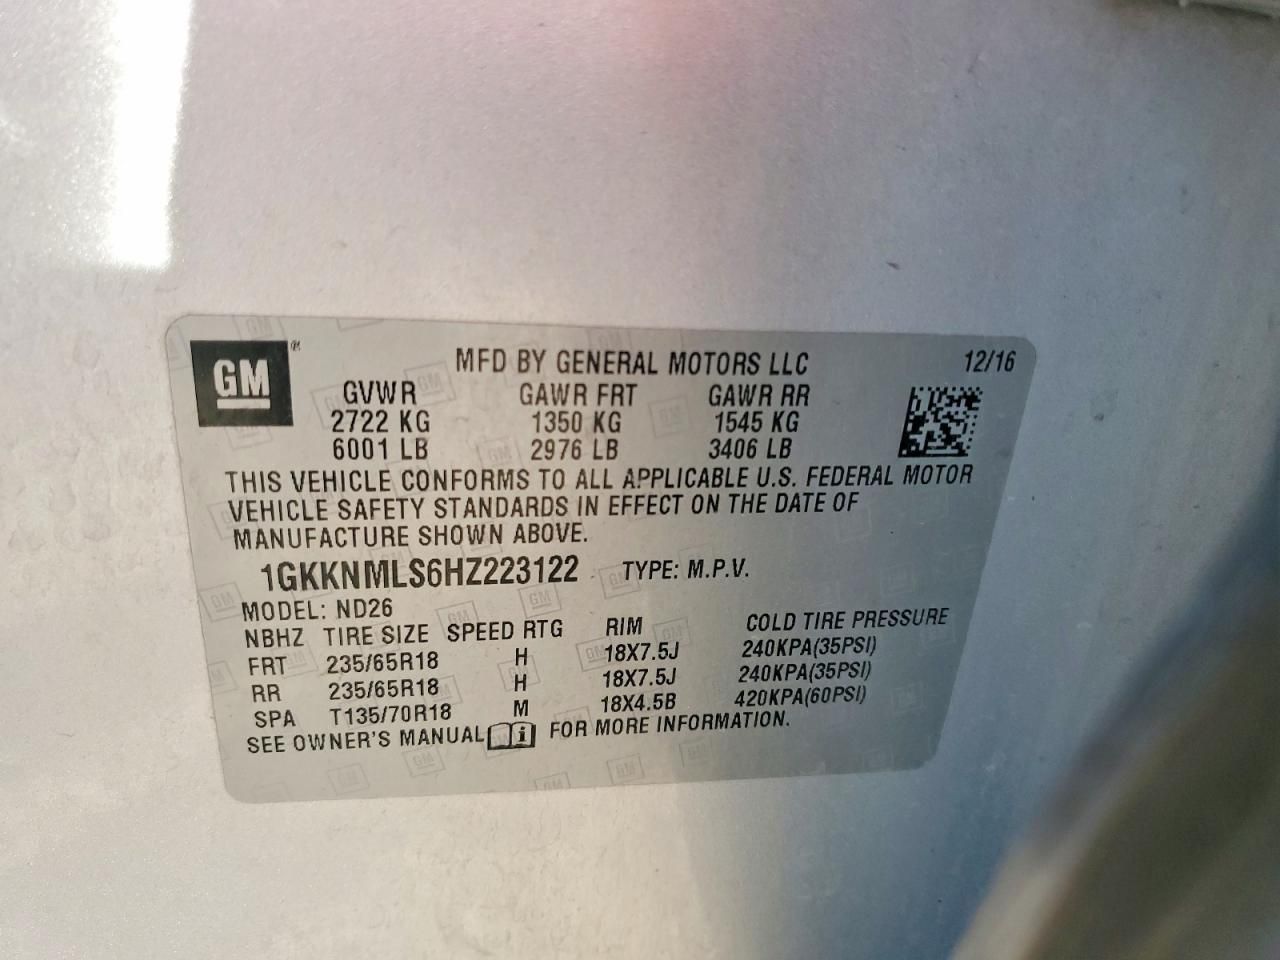 GM®
MFD BY GENERAL MOTORS LLC 12/16
GVWR GAWR FRT GAWR RR
2722 KG 1350 KG 1545 KG
6001 LB 2976 LB 3406 LB
THIS VEHICLE CONFORMS TO ALL APPLICABLE U.S. FEDERAL MOTOR
VEHICLE SAFETY STANDARDS IN EFFECT ON THE DATE OF
MANUFACTURE SHOWN ABOVE.
1GKKNMLS6HZ223122 TYPE: M.P.V.
MODEL: ND26
NBHZ TIRE SIZE SPEED RTG RIM COLD TIRE PRESSURE
FRT 235/65R18 H 18X7.5J 240KPA(35PSI)
RR 235/65R18 H 18X7.5J 240KPA(35PSI)
SPA T135/70R18 M 18X4.5B 420KPA(60PSI)
SEE OWNER'S MANUAL i FOR MORE INFORMATION.